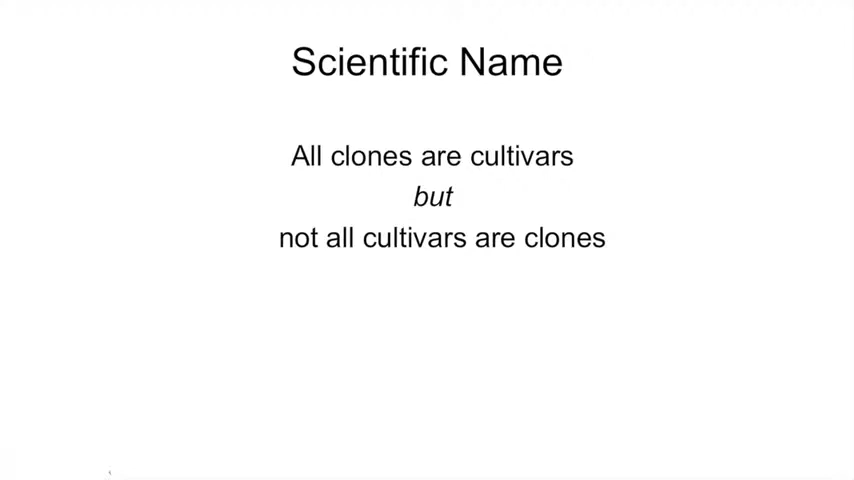 Scientific Name
All clones are cultivars
but
not all cultivars are clones